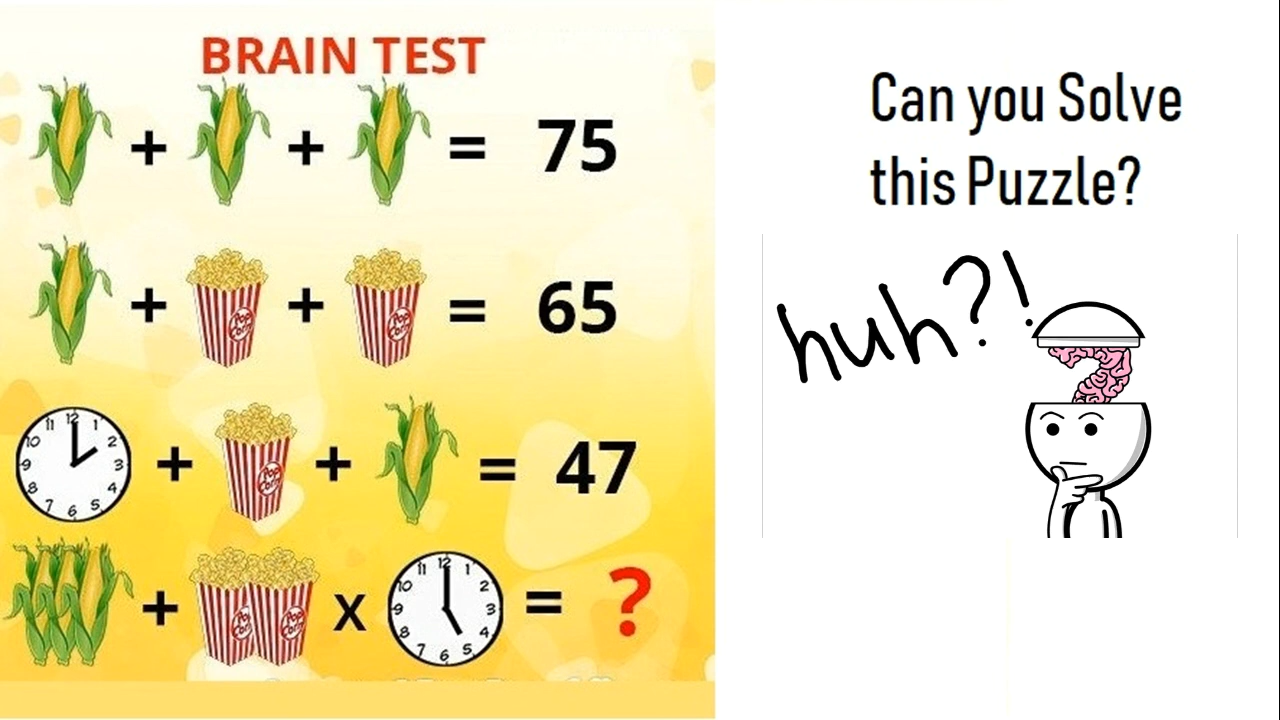 BRAIN TEST
+ + = 75
+ + = 65
+ + = 47
+ x = ?
Can you Solve
this Puzzle?
huh?!